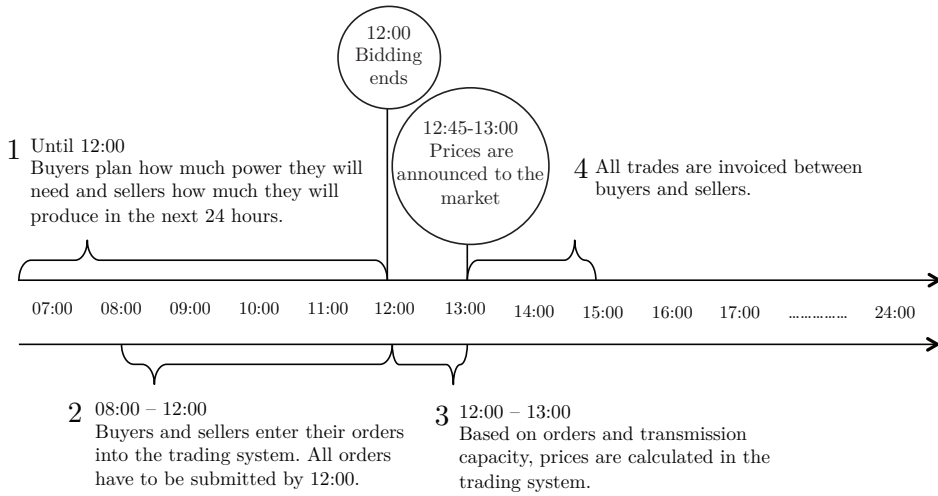 12:00
Bidding
ends
12:45-13:00
Prices are
announced to the
market
1 Until 12:00
Buyers plan how much power they will
need and sellers how much they will
produce in the next 24 hours.
4 All trades are invoiced between
buyers and sellers.
07:00 08:00 09:00 10:00 11:00 12:00 13:00 14:00 15:00 16:00 17:00 ............... 24:00
2 08:00 – 12:00
Buyers and sellers enter their orders
into the trading system. All orders
have to be submitted by 12:00.
3 12:00 – 13:00
Based on orders and transmission
capacity, prices are calculated in the
trading system.